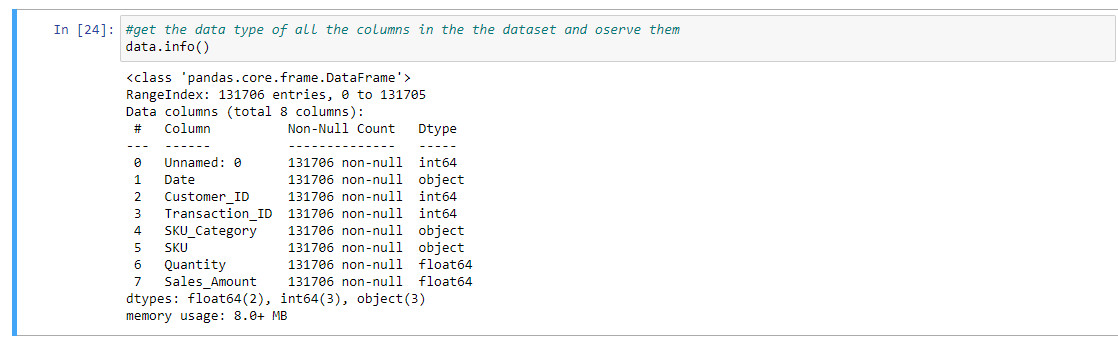 In [24]: #get the data type of all the columns in the the dataset and oserve them
data.info()
<class 'pandas.core.frame.DataFrame'>
RangeIndex: 131706 entries, 0 to 131705
Data columns (total 8 columns):
 #   Column          Non-Null Count   Dtype
---  ------          --------------   -----
 0   Unnamed: 0      131706 non-null  int64
 1   Date            131706 non-null  object
 2   Customer_ID     131706 non-null  int64
 3   Transaction_ID  131706 non-null  int64
 4   SKU_Category    131706 non-null  object
 5   SKU             131706 non-null  object
 6   Quantity        131706 non-null  float64
 7   Sales_Amount    131706 non-null  float64
dtypes: float64(2), int64(3), object(3)
memory usage: 8.0+ MB